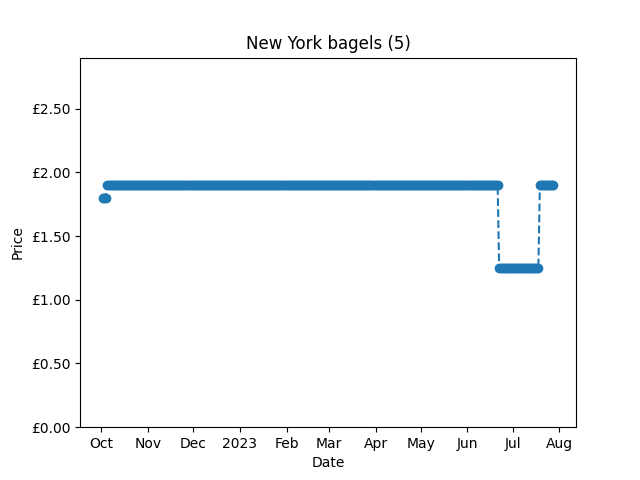 New York bagels (5)
£2.50
£2.00
£1.50
£1.00
£0.50
£0.00
Price
Oct Nov Dec 2023 Feb Mar Apr May Jun Jul Aug
Date